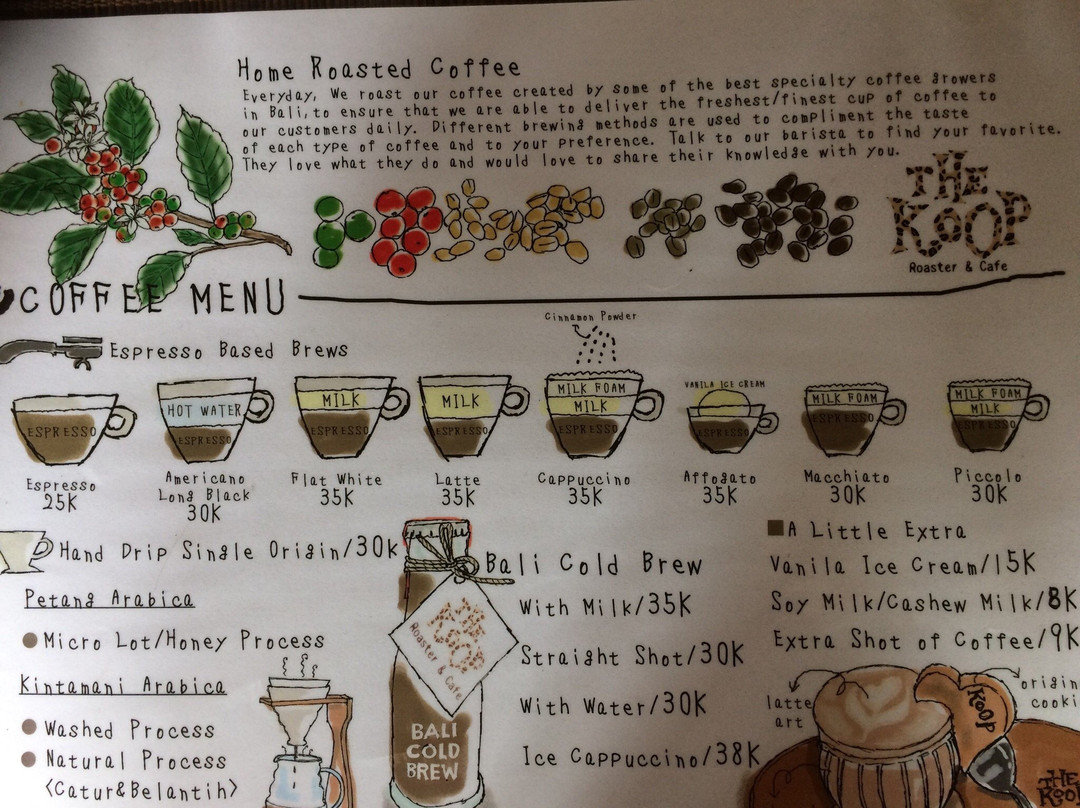 Home Roasted Coffee
Everyday, We roast our coffee created by some of the best specialty coffee growers
in Bali, to ensure that we are able to deliver the freshest/finest cup of coffee to
our customers daily. Different brewing methods are used to compliment the taste
of each type of coffee and to your preference. Talk to our barista to find your favorite.
They love what they do and would love to share their knowledge with you.
THE
KOOP
Roaster & Cafe
COFFEE MENU
Cinnamon Powder
Espresso Based Brews
ESPRESSO
HOT WATER
ESPRESSO
MILK
ESPRESSO
MILK
ESPRESSO
MILK FOAM
MILK
ESPRESSO
VANILA ICE CREAM
ESPRESSO
MILK FOAM
ESPRESSO
MILK FOAM
MILK
ESPRESSO
Espresso
25K
Americano
Long Black
30K
Flat White
35K
Latte
35K
Cappuccino
35K
Affogato
35K
Macchiato
30K
Piccolo
30K
Hand Drip Single Origin/30K
Petang Arabica
Micro Lot/Honey Process
Kintamani Arabica
Washed Process
Natural Process
<Catur&Belantih>
THE
KOOP
Roaster & Cafe
BALI
COLD
BREW
Bali Cold Brew
With Milk/35K
Straight Shot/30K
With Water/30K
Ice Cappuccino/38K
A Little Extra
Vanila Ice Cream/15K
Soy Milk/Cashew Milk/8K
Extra Shot of Coffee/9K
latte
art
KOOP
origin
cooki
THE
KOO